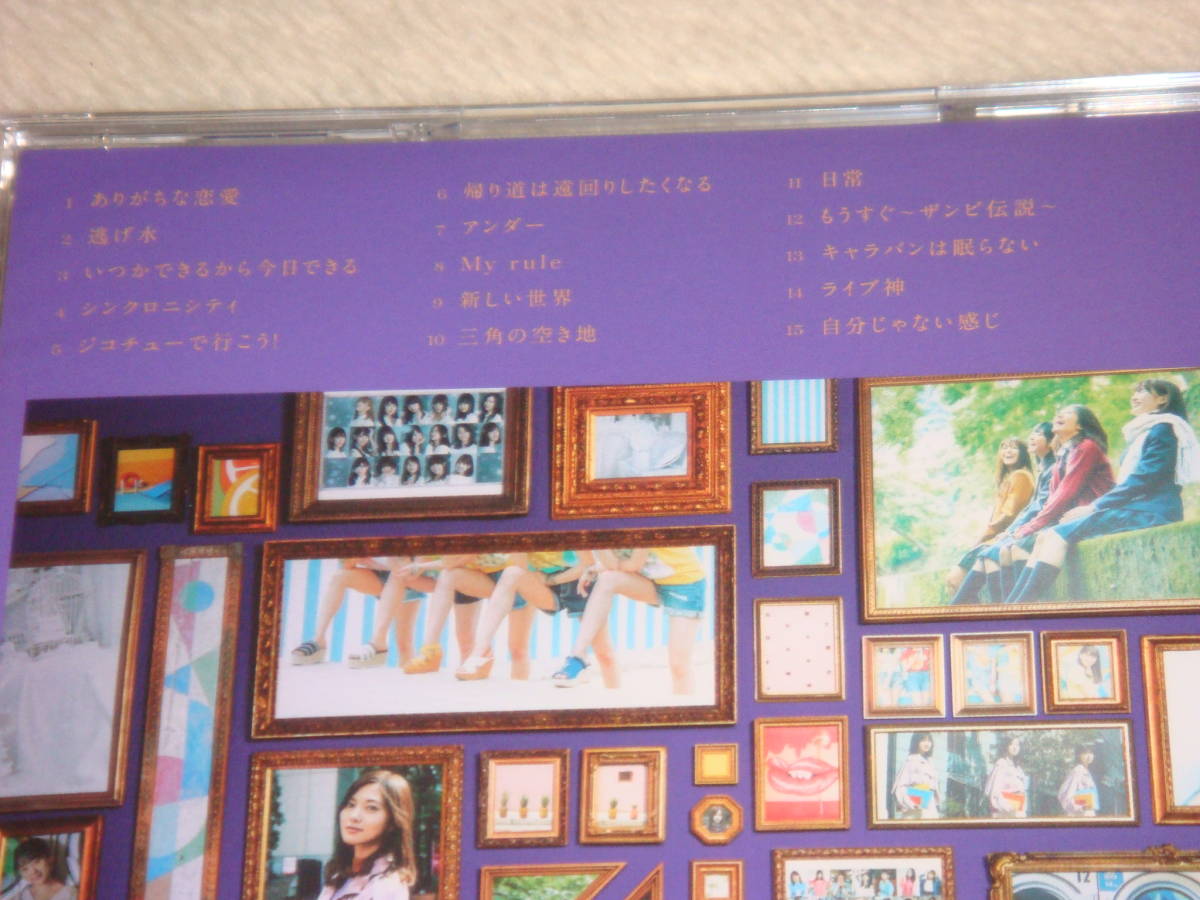 1 ありがちな恋愛
2 逃げ水
3 いつかできるから今日できる
4 シンクロニシティ
5 ジコチューで行こう!
6 帰り道は遠回りしたくなる
7 アンダー
8 My rule
9 新しい世界
10 三角の空き地
11 日常
12 もうすぐ～ザンビ伝説～
13 キャラバンは眠らない
14 ライブ神
15 自分じゃない感じ